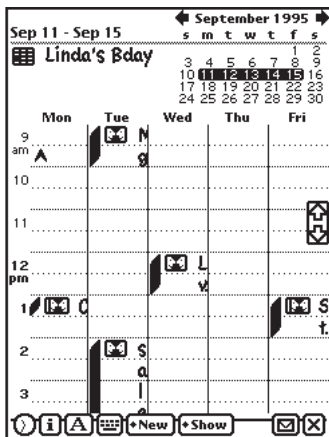 September 1995
Sep 11 - Sep 15
s m t w t f s
1 2
3 4 5 6 7 8 9
10 11 12 13 14 15 16
17 18 19 20 21 22 23
24 25 26 27 28 29 30
Linda's Bday
Mon Tue Wed Thu Fri
9 am
M
g
10
11
12 pm
L
v.
1
C
S
t.
2
S
a
l
3
New Show